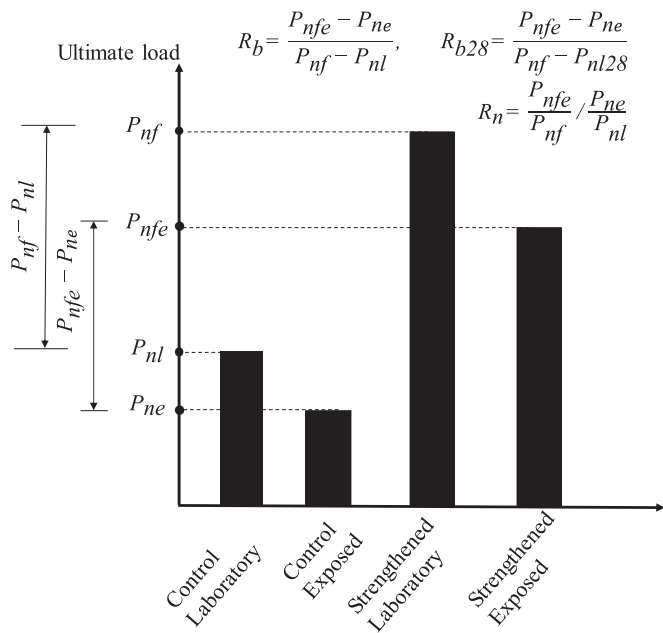 R_b = (P_nfe − P_ne) / (P_nf − P_nl),
R_b28 = (P_nfe − P_ne) / (P_nf − P_nl28)
R_n = (P_nfe / P_nf) / (P_ne / P_nl)
Ultimate load
P_nf
P_nfe
P_nl
P_ne
P_nf − P_nl
P_nfe − P_ne
Control
Laboratory
Control
Exposed
Strengthened
Laboratory
Strengthened
Exposed